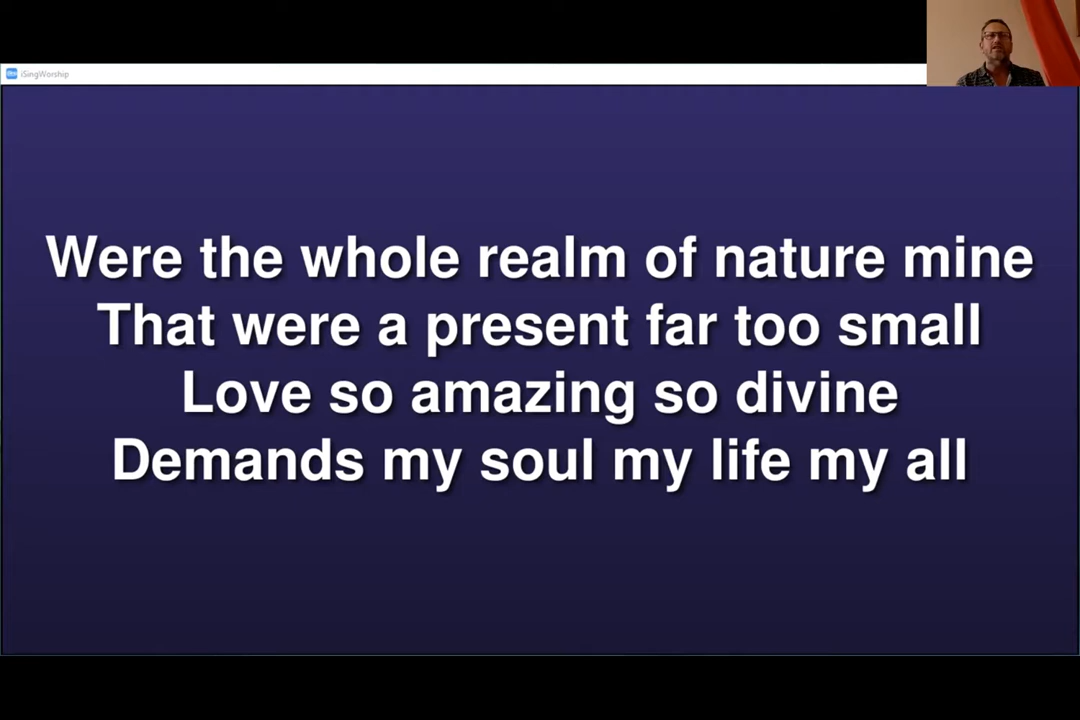 iSingWorship
Were the whole realm of nature mine
That were a present far too small
Love so amazing so divine
Demands my soul my life my all